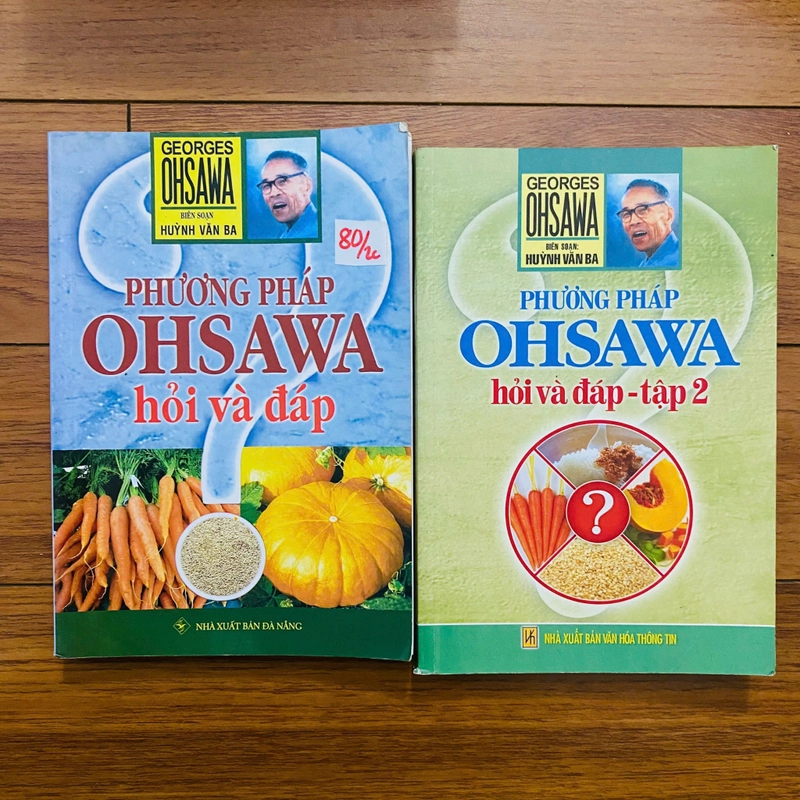 GEORGES
OHSAWA
BIÊN SOẠN
HUỲNH VĂN BA
80/2c
PHƯƠNG PHÁP
OHSAWA
hỏi và đáp
NHÀ XUẤT BẢN ĐÀ NẴNG
GEORGES
OHSAWA
BIÊN SOẠN:
HUỲNH VĂN BA
PHƯƠNG PHÁP
OHSAWA
hỏi và đáp - tập 2
?
NHÀ XUẤT BẢN VĂN HÓA THÔNG TIN